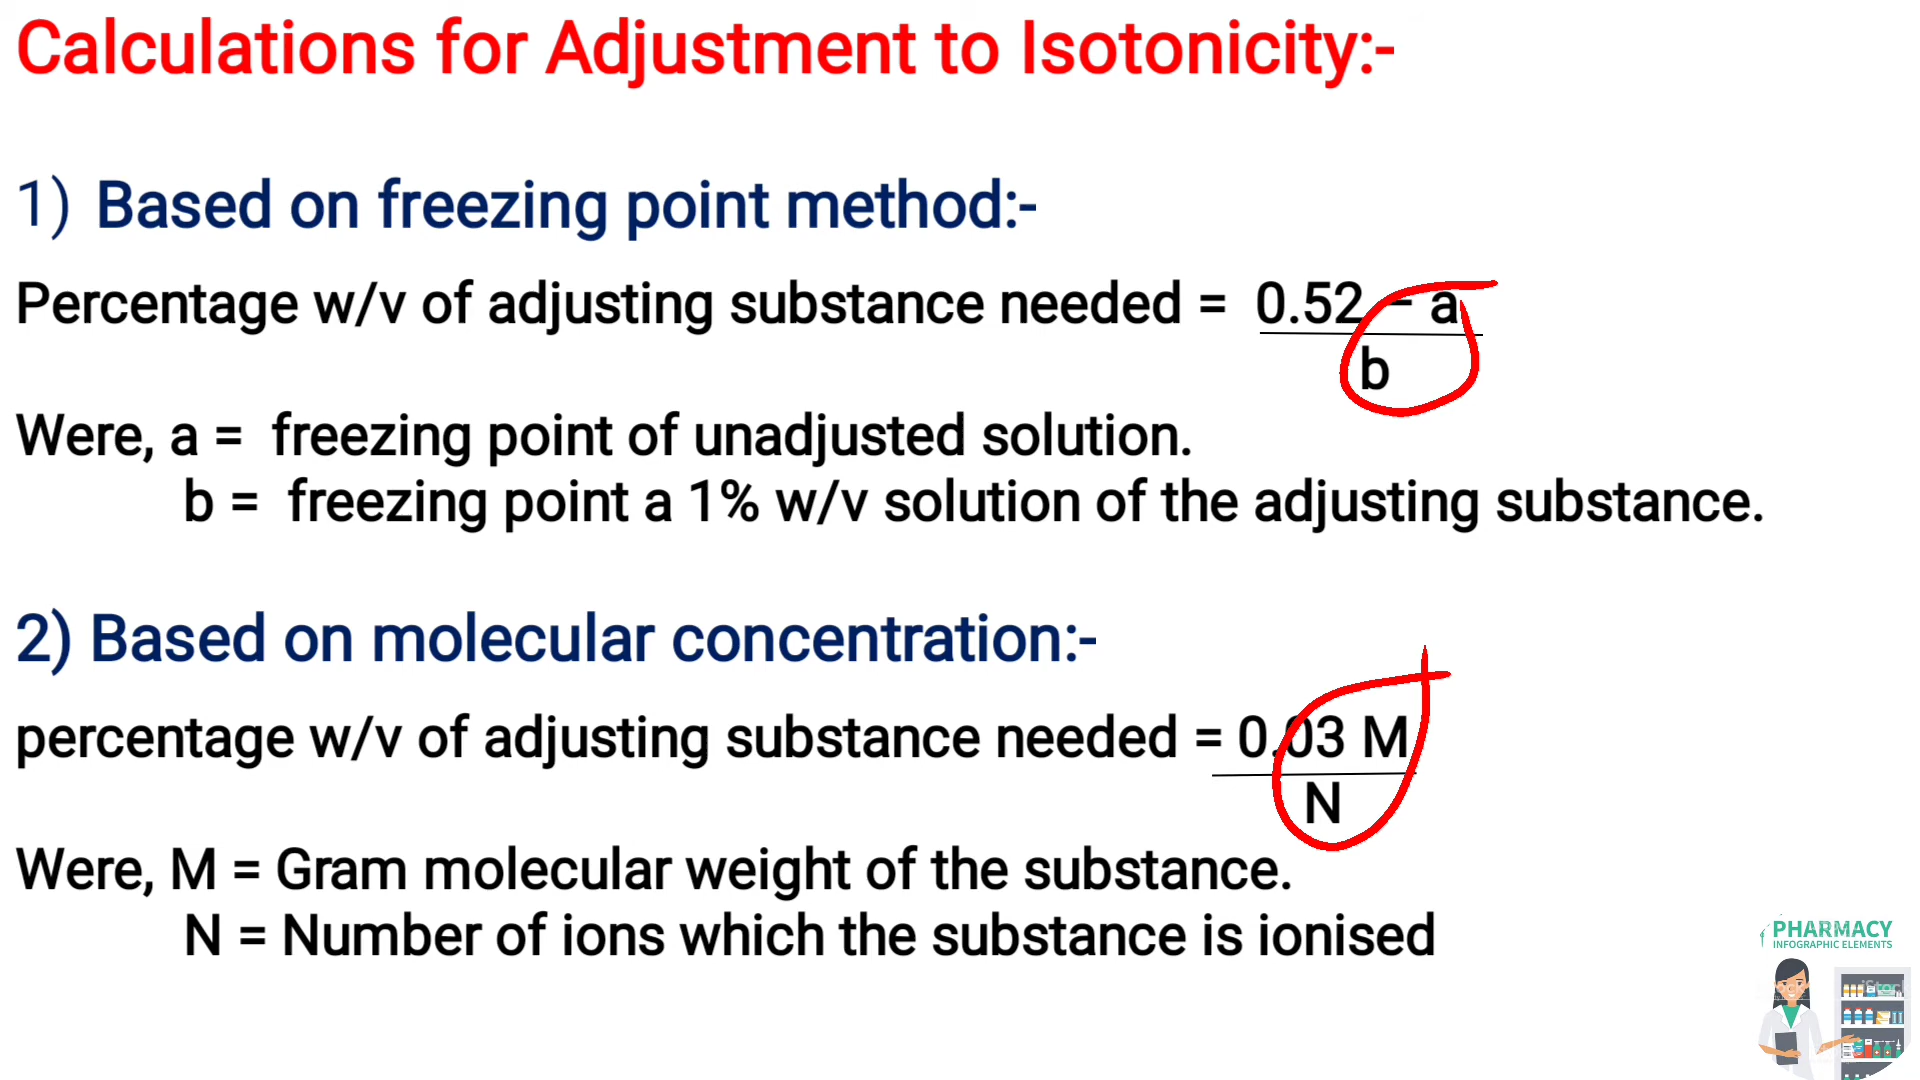 Calculations for Adjustment to Isotonicity:-
1) Based on freezing point method:-
Percentage w/v of adjusting substance needed = 0.52 – a
b
Were, a = freezing point of unadjusted solution.
b = freezing point a 1% w/v solution of the adjusting substance.
2) Based on molecular concentration:-
percentage w/v of adjusting substance needed = 0.03 M
N
Were, M = Gram molecular weight of the substance.
N = Number of ions which the substance is ionised
PHARMACY
INFOGRAPHIC ELEMENTS
iStock